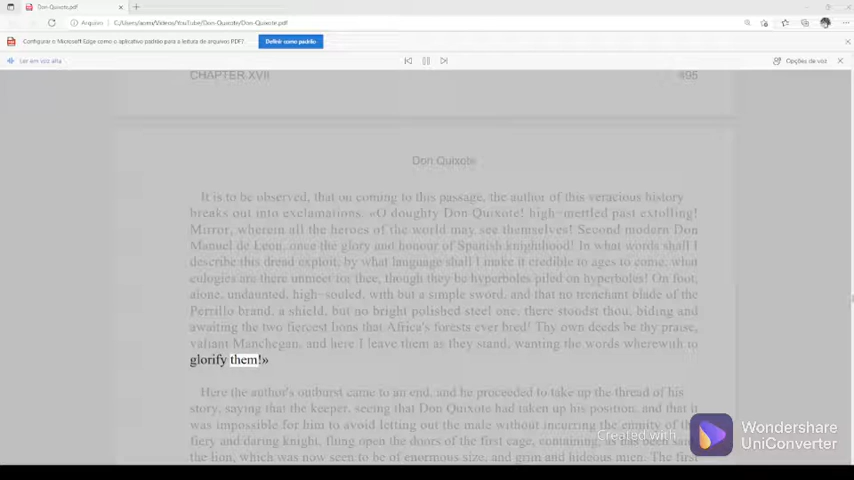 Don-Quixote.pdf
Arquivo C:/Users/isom/Videos/YouTube/Don-Quixote/Don-Quixote.pdf
Configurar o Microsoft Edge como o aplicativo padrão para a leitura de arquivos PDF? Definir como padrão
Ler em voz alta Opções de voz
CHAPTER XVII 495
Don Quixote
It is to be observed, that on coming to this passage, the author of this veracious history
breaks out into exclamations. «O doughty Don Quixote! high-mettled past extolling!
Mirror, wherein all the heroes of the world may see themselves! Second modern Don
Manuel de Leon, once the glory and honour of Spanish knighthood! In what words shall I
describe this dread exploit, by what language shall I make it credible to ages to come, what
eulogies are there unmeet for thee, though they be hyperboles piled on hyperboles! On foot,
alone, undaunted, high-souled, with but a simple sword, and that no trenchant blade of the
Perrillo brand, a shield, but no bright polished steel one, there stoodst thou, biding and
awaiting the two fiercest lions that Africa's forests ever bred! Thy own deeds be thy praise,
valiant Manchegan, and here I leave them as they stand, wanting the words wherewith to
glorify them!»
Here the author's outburst came to an end, and he proceeded to take up the thread of his
story, saying that the keeper, seeing that Don Quixote had taken up his position, and that it
was impossible for him to avoid letting out the male without incurring the enmity of the
fiery and daring knight, flung open the doors of the first cage, containing, as has been said,
the lion, which was now seen to be of enormous size, and grim and hideous mien. The first
Created with Wondershare
UniConverter